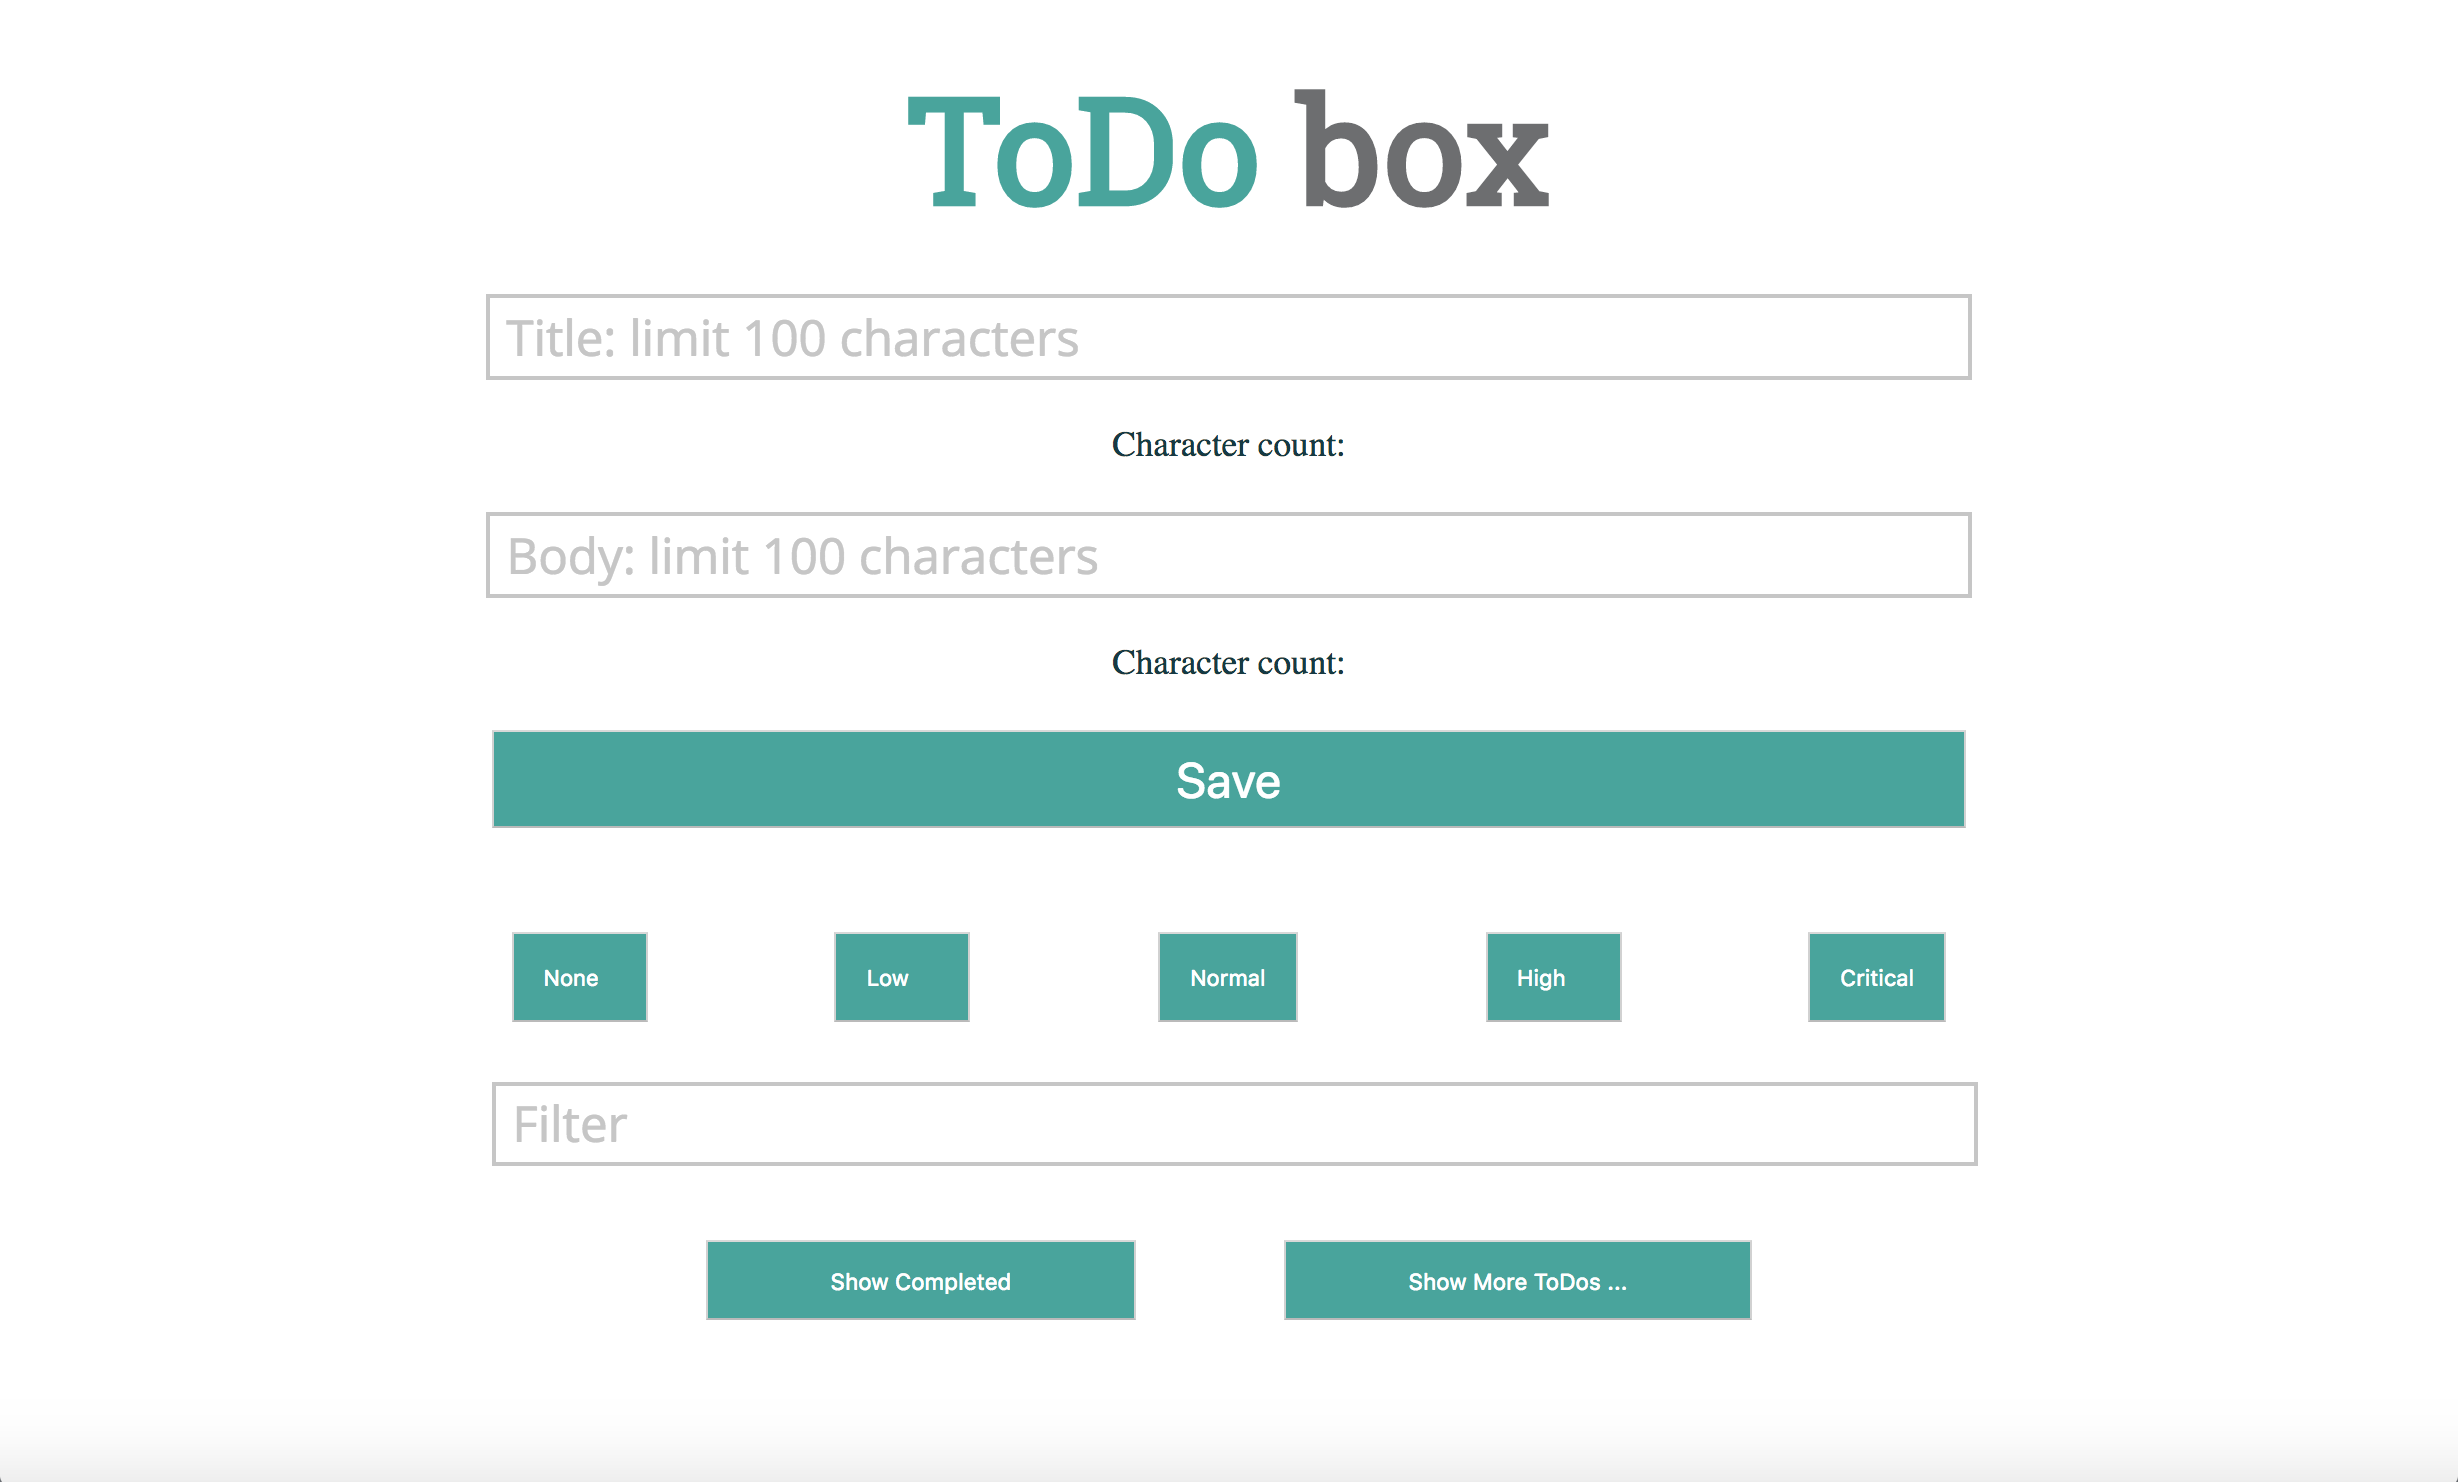 ToDo box
Title: limit 100 characters
Character count:
Body: limit 100 characters
Character count:
Save
None Low Normal High Critical
Filter
Show Completed Show More ToDos ...